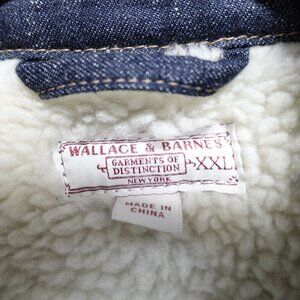 WALLACE & BARNES
GARMENTS OF
DISTINCTION
XXL
NEW YORK
MADE IN
CHINA